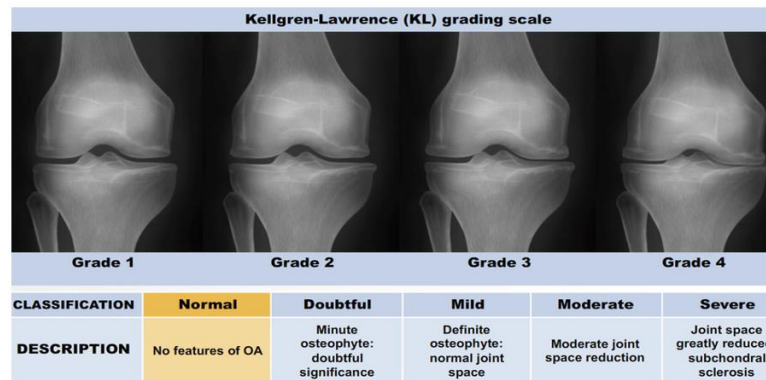 Kellgren-Lawrence (KL) grading scale
Grade 1 Grade 2 Grade 3 Grade 4
CLASSIFICATION Normal Doubtful Mild Moderate Severe
DESCRIPTION
No features of OA
Minute
osteophyte:
doubtful
significance
Definite
osteophyte:
normal joint
space
Moderate joint
space reduction
Joint space
greatly reduced
subchondral
sclerosis